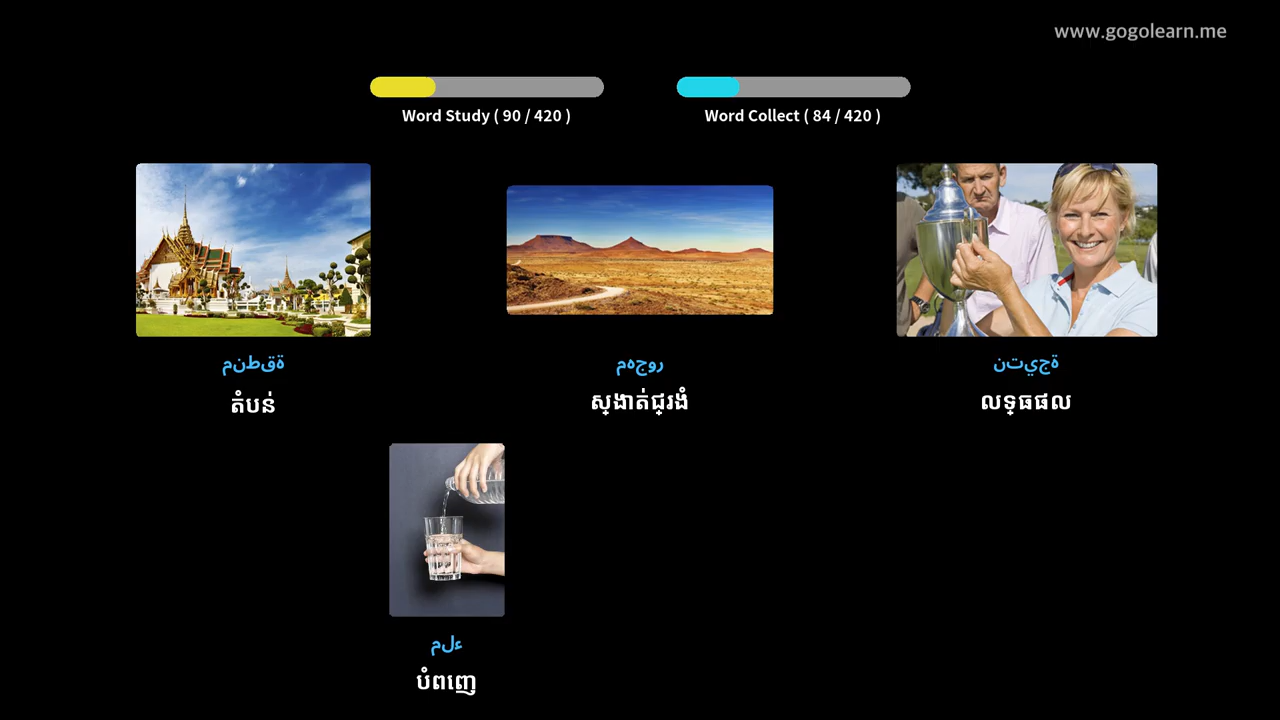 www.gogolearn.me
Word Study ( 90 / 420 )
Word Collect ( 84 / 420 )
منطقة
តំបន់
مهجور
ស្ងាត់ជ្រងំ
نتيجة
លទ្ធផល
ملء
បំពញេ